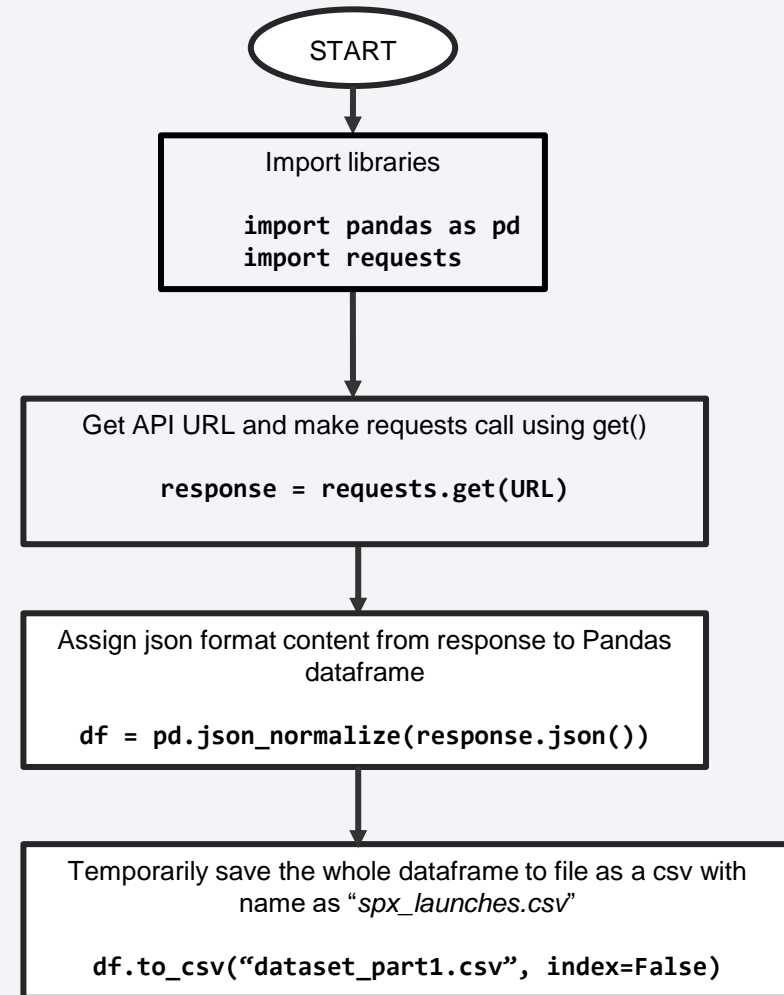 START
Import libraries
import pandas as pd
import requests
Get API URL and make requests call using get()
response = requests.get(URL)
Assign json format content from response to Pandas
dataframe
df = pd.json_normalize(response.json())
Temporarily save the whole dataframe to file as a csv with
name as “spx_launches.csv”
df.to_csv(“dataset_part1.csv”, index=False)